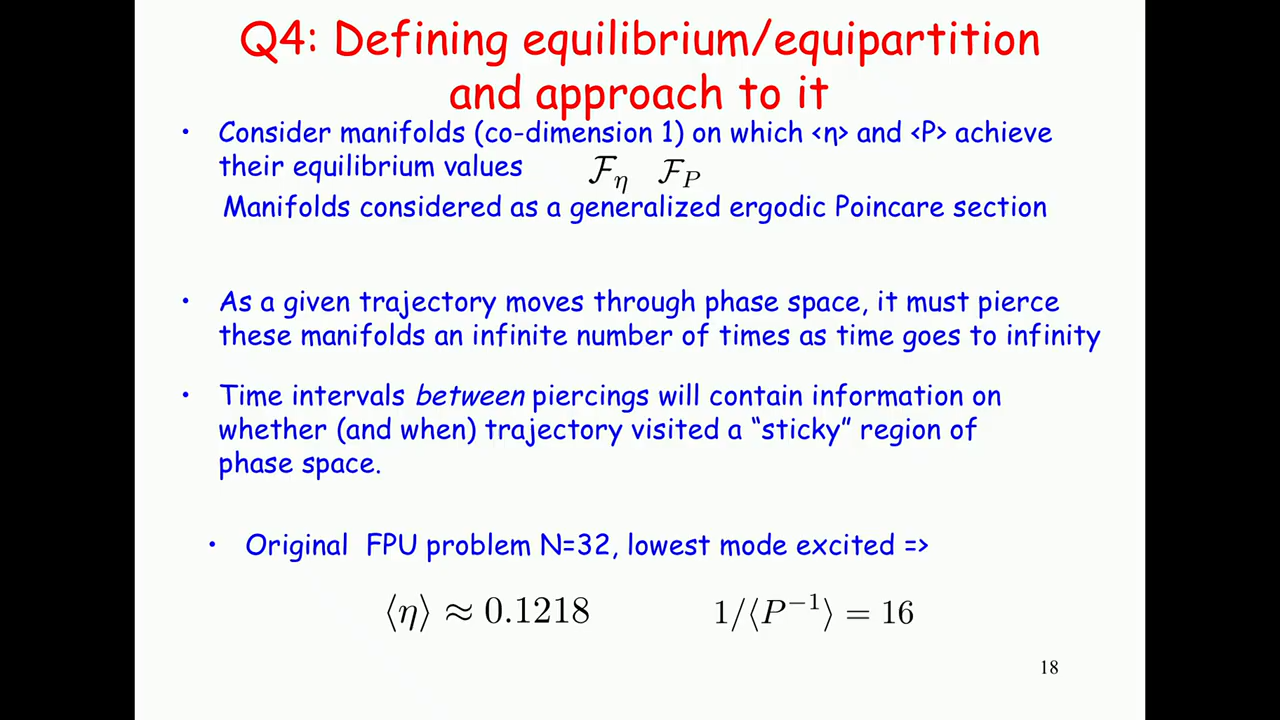 Q4: Defining equilibrium/equipartition
and approach to it
• Consider manifolds (co-dimension 1) on which <η> and <P> achieve
their equilibrium values ℱ_η ℱ_P
Manifolds considered as a generalized ergodic Poincare section
• As a given trajectory moves through phase space, it must pierce
these manifolds an infinite number of times as time goes to infinity
• Time intervals between piercings will contain information on
whether (and when) trajectory visited a “sticky” region of
phase space.
• Original FPU problem N=32, lowest mode excited =>
⟨η⟩ ≈ 0.1218 1/⟨P⁻¹⟩ = 16
18